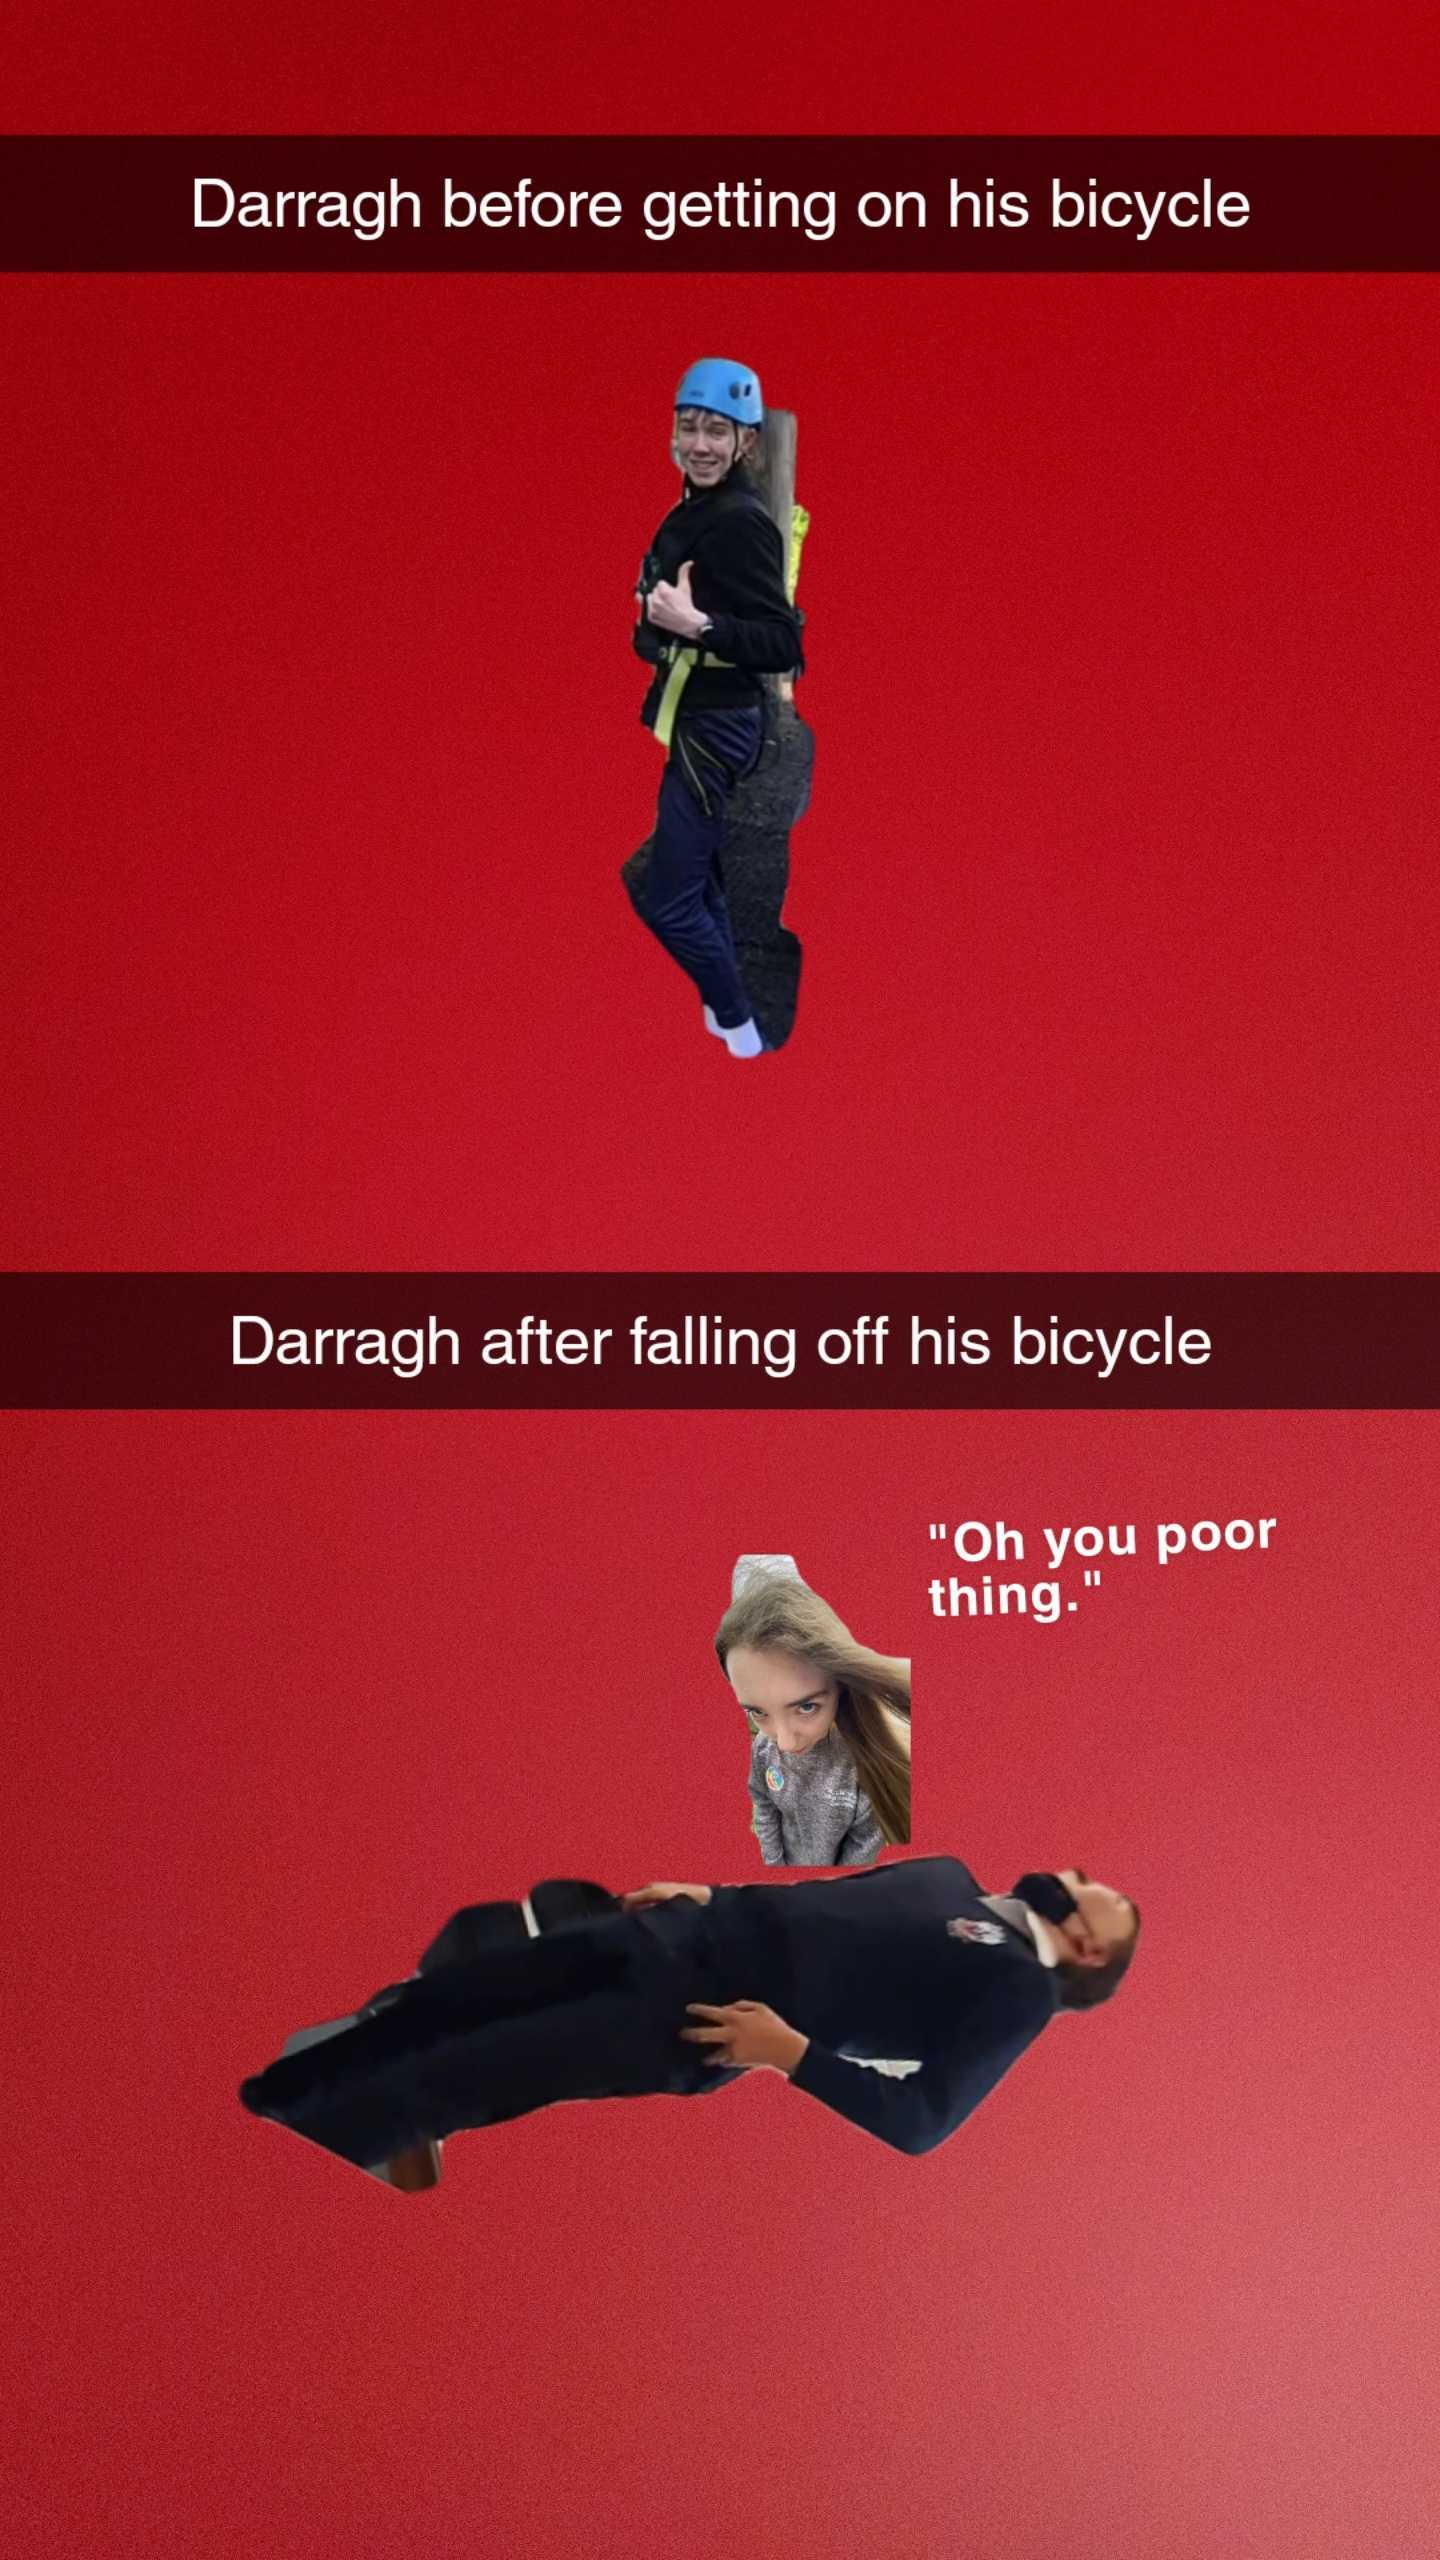 Darragh before getting on his bicycle
Darragh after falling off his bicycle
"Oh you poor
thing."